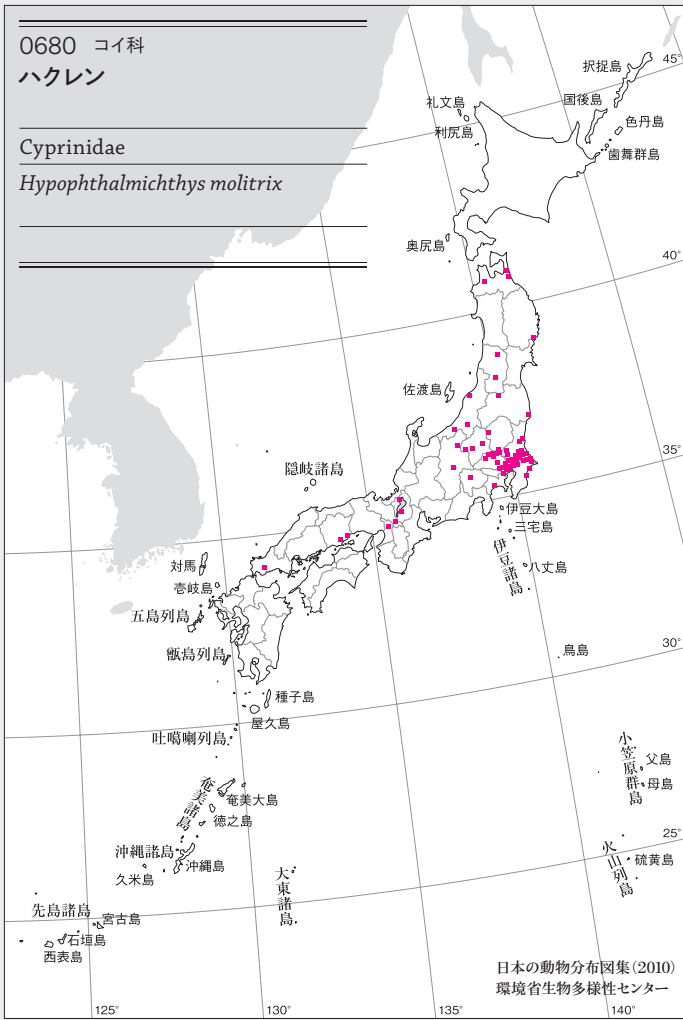 0680 コイ科
ハクレン
Cyprinidae
Hypophthalmichthys molitrix
45°
択捉島
国後島
礼文島
色丹島
利尻島
歯舞群島
奥尻島
40°
佐渡島
35°
隠岐諸島
伊豆大島
三宅島
伊豆諸島
八丈島
対馬
壱岐島
五島列島
甑島列島
鳥島
30°
種子島
屋久島
吐噶喇列島
小笠原群島
父島
母島
奄美諸島
奄美大島
徳之島
25°
沖縄諸島
沖縄島
久米島
火山列島
硫黄島
大東諸島
先島諸島
宮古島
石垣島
西表島
日本の動物分布図集(2010)
環境省生物多様性センター
125°
130°
135°
140°